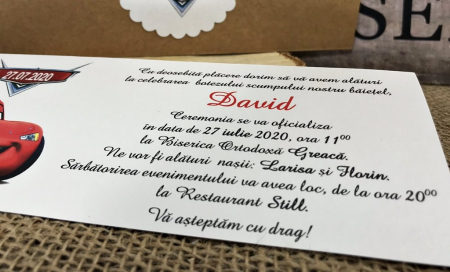 SE
27.07.2020
Cu deosebită plăcere dorim să vă avem alături
la celebrarea botezului scumpului nostru băiețel,
David
Ceremonia se va oficializa
în data de 27 iulie 2020, ora 11⁰⁰
la Biserica Ortodoxă Greacă.
Ne vor fi alături nașii: Larisa și Florin.
Sărbătorirea evenimentului va avea loc, de la ora 20⁰⁰
la Restaurant Still.
Vă așteptăm cu drag!